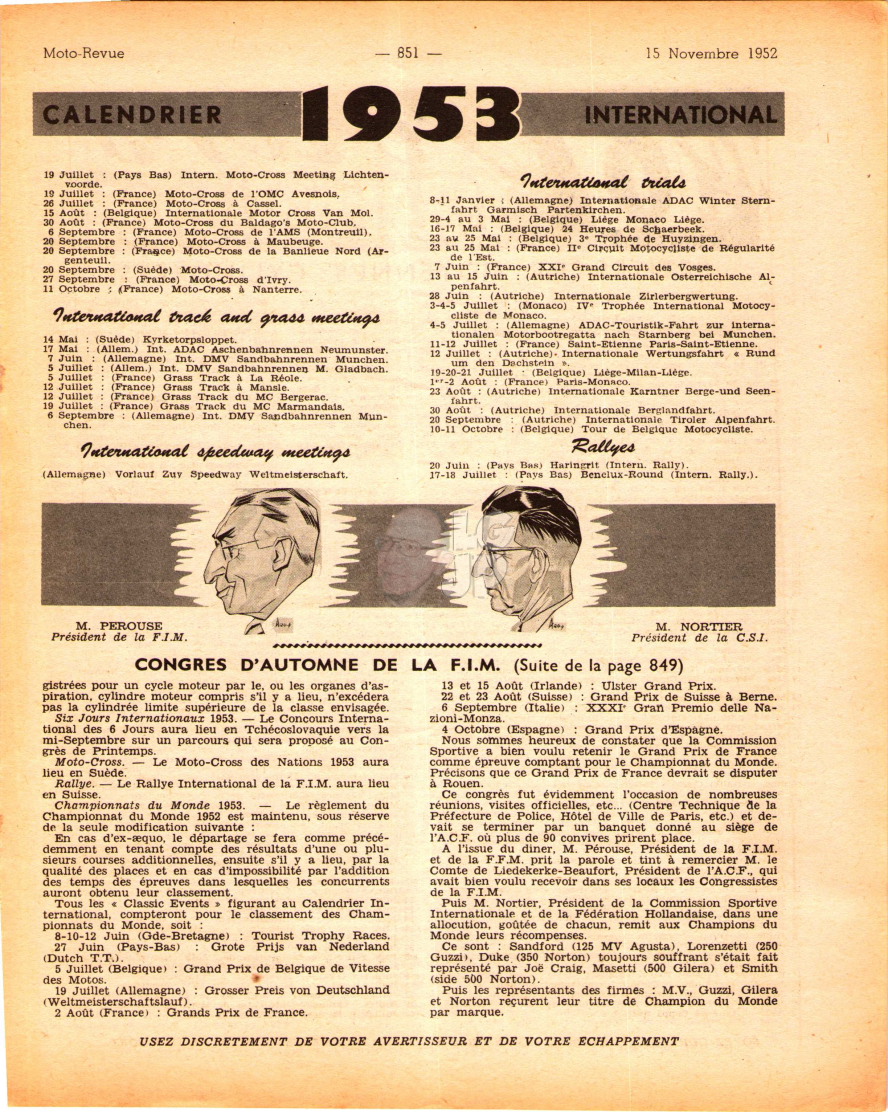 Moto-Revue — 851 — 15 Novembre 1952
CALENDRIER 1953 INTERNATIONAL
19 Juillet : (Pays Bas) Intern. Moto-Cross Meeting Lichten-
voorde.
19 Juillet : (France) Moto-Cross de l'OMC Avesnois.
26 Juillet : (France) Moto-Cross à Cassel.
15 Août : (Belgique) Internationale Motor Cross Van Mol.
30 Août : (France) Moto-Cross du Baldago's Moto-Club.
6 Septembre : (France) Moto-Cross de l'AMS (Montreuil).
20 Septembre : (France) Moto-Cross à Maubeuge.
20 Septembre : (France) Moto-Cross de la Banlieue Nord (Ar-
genteuil.
20 Septembre : (Suéde) Moto-Cross.
27 Septembre : (France) Moto-Cross d'Ivry.
11 Octobre : (France) Moto-Cross à Nanterre.
International track and grass meetings
14 Mai : (Suéde) Kyrketorpsloppet.
17 Mai : (Allem.) Int. ADAC Aschenbahnrennen Neumunster.
7 Juin : (Allemagne) Int. DMV Sandbahnrennen Munchen.
5 Juillet : (Allem.) Int. DMV Sandbahnrennen M. Gladbach.
5 Juillet : (France) Grass Track à La Réole.
12 Juillet : (France) Grass Track à Mansle.
12 Juillet : (France) Grass Track du MC Bergerac.
19 Juillet : (France) Grass Track du MC Marmandais.
6 Septembre : (Allemagne) Int. DMV Sandbahnrennen Mun-
chen.
International speedway meetings
(Allemagne) Vorlauf Zuv Speedway Weltmeisterschaft.
International trials
8-11 Janvier : (Allemagne) Internationale ADAC Winter Stern-
fahrt Garmisch Partenkirchen.
29-4 au 3 Mai : (Belgique) Liége Monaco Liége.
16-17 Mai : (Belgique) 24 Heures de Schaerbeek.
23 au 25 Mai : (Belgique) 3e Trophée de Huyzingen.
23 au 25 Mai : (France) IIe Circuit Motocycliste de Régularité
de l'Est.
7 Juin : (France) XXIe Grand Circuit des Vosges.
13 au 15 Juin : (Autriche) Internationale Osterreichische Al-
penfahrt.
28 Juin : (Autriche) Internationale Zirlerbergwertung.
3-4-5 Juillet : (Monaco) IVe Trophée International Motocy-
cliste de Monaco.
4-5 Juillet : (Allemagne) ADAC-Touristik-Fahrt zur interna-
tionalen Motorbootregatta nach Starnberg bei Munchen.
11-12 Juillet : (France) Saint-Etienne Paris-Saint-Etienne.
12 Juillet : (Autriche) Internationale Wertungsfahrt « Rund
um den Dachstein ».
19-20-21 Juillet : (Belgique) Liége-Milan-Liége.
1er-2 Août : (France) Paris-Monaco.
23 Août : (Autriche) Internationale Karntner Berge-und Seen-
fahrt.
30 Août : (Autriche) Internationale Berglandfahrt.
20 Septembre : (Autriche) Internationale Tiroler Alpenfahrt.
10-11 Octobre : (Belgique) Tour de Belgique Motocycliste.
Rallyes
20 Juin : (Pays Bas) Haringrit (Intern. Rally).
17-18 Juillet : (Pays Bas) Benelux-Round (Intern. Rally.).
M. PEROUSE
Président de la F.I.M.
M. NORTIER
Président de la C.S.I.
CONGRES D'AUTOMNE DE LA F.I.M. (Suite de la page 849)
gistrées pour un cycle moteur par le, ou les organes d'as-
piration, cylindre moteur compris s'il y a lieu, n'excédera
pas la cylindrée limite supérieure de la classe envisagée.
Six Jours Internationaux 1953. — Le Concours Interna-
tional des 6 Jours aura lieu en Tchécoslovaquie vers la
mi-Septembre sur un parcours qui sera proposé au Con-
grès de Printemps.
Moto-Cross. — Le Moto-Cross des Nations 1953 aura
lieu en Suède.
Rallye. — Le Rallye International de la F.I.M. aura lieu
en Suisse.
Championnats du Monde 1953. — Le règlement du
Championnat du Monde 1952 est maintenu, sous réserve
de la seule modification suivante :
En cas d'ex-æquo, le départage se fera comme précé-
demment en tenant compte des résultats d'une ou plu-
sieurs courses additionnelles, ensuite s'il y a lieu, par la
qualité des places et en cas d'impossibilité par l'addition
des temps des épreuves dans lesquelles les concurrents
auront obtenu leur classement.
Tous les « Classic Events » figurant au Calendrier In-
ternational, compteront pour le classement des Cham-
pionnats du Monde, soit :
8-10-12 Juin (Gde-Bretagne) : Tourist Trophy Races.
27 Juin (Pays-Bas) : Grote Prijs van Nederland
(Dutch T.T.).
5 Juillet (Belgique) : Grand Prix de Belgique de Vitesse
des Motos.
19 Juillet (Allemagne) : Grosser Preis von Deutschland
(Weltmeisterschaftslauf).
2 Août (France) : Grands Prix de France.
13 et 15 Août (Irlande) : Ulster Grand Prix.
22 et 23 Août (Suisse) : Grand Prix de Suisse à Berne.
6 Septembre (Italie) : XXXIe Gran Premio delle Na-
zioni-Monza.
4 Octobre (Espagne) : Grand Prix d'Espagne.
Nous sommes heureux de constater que la Commission
Sportive a bien voulu retenir le Grand Prix de France
comme épreuve comptant pour le Championnat du Monde.
Précisons que ce Grand Prix de France devrait se disputer
à Rouen.
Ce congrès fut évidemment l'occasion de nombreuses
réunions, visites officielles, etc... (Centre Technique de la
Préfecture de Police, Hôtel de Ville de Paris, etc.) et de-
vait se terminer par un banquet donné au siège de
l'A.C.F. où plus de 90 convives prirent place.
A l'issue du diner, M. Pérouse, Président de la F.I.M.
et de la F.F.M. prit la parole et tint à remercier M. le
Comte de Liedekerke-Beaufort, Président de l'A.C.F., qui
avait bien voulu recevoir dans ses locaux les Congressistes
de la F.I.M.
Puis M. Nortier, Président de la Commission Sportive
Internationale et de la Fédération Hollandaise, dans une
allocution, goûtée de chacun, remit aux Champions du
Monde leurs récompenses.
Ce sont : Sandford (125 MV Agusta), Lorenzetti (250
Guzzi), Duke (350 Norton) toujours souffrant s'était fait
représenté par Joë Craig, Masetti (500 Gilera) et Smith
(side 500 Norton).
Puis les représentants des firmes : M.V., Guzzi, Gilera
et Norton reçurent leur titre de Champion du Monde
par marque.
USEZ DISCRETEMENT DE VOTRE AVERTISSEUR ET DE VOTRE ECHAPPEMENT